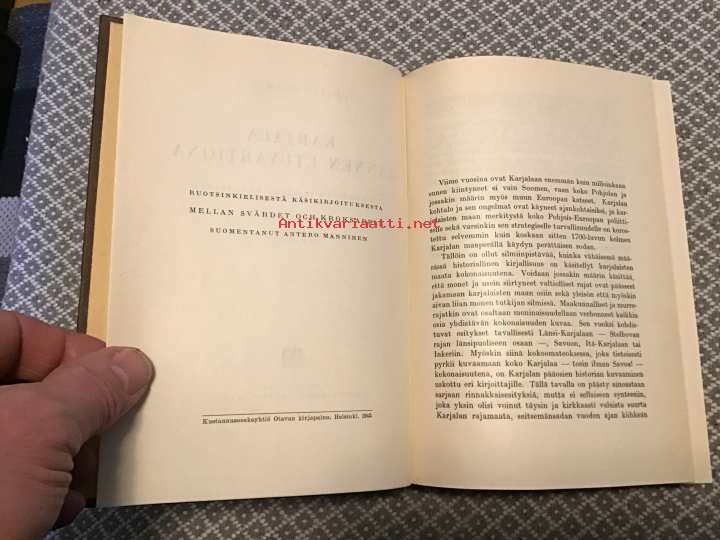 KARJALA
RUOTSINKIELISESTÄ KÄSIKIRJOITUKSESTA
MELLAN SVÄRDET OCH KROKSABELN
SUOMENTANUT ANTERO MANNINEN
Antikvariaatti.net
Kustannusosakeyhtiö Otavan kirjapaino. Helsinki. 1945
Viime vuosina ovat Karjalaan enemmän kuin milloinkaan
ennen kiintyneet ei vain Suomen, vaan koko Pohjolan ja
jossakin määrin myös muun Euroopan katseet. Karjalan
kohtalo ja sen ongelmat ovat käyneet ajankohtaisiksi, ja kar-
jalaisten maan merkitystä koko Pohjois-Euroopan poliitti-
selle sekä varsinkin sen strategiselle turvallisuudelle on koros-
tettu selvemmin kuin koskaan sitten 1700-luvun kolmen
Karjalan maaperällä käydyn perättäisen sodan.
Tällöin on ollut silmiinpistävää, kuinka vähäisessä mää-
rässä historiallinen kirjallisuus on käsitellyt karjalaisten
maata kokonaisuutena. Voidaan jossakin määrin käsittää,
että monet ja usein siirtyneet valtiolliset rajat ovat päässeet
jakamaan karjalaisten maan osiin sekä yleisön että myöskin
aivan liian monen tutkijan silmissä. Maakunnalliset ja murre-
rajatkin ovat osaltaan moninaisuudellaan verhonneet kaikkia
osia yhdistävän kokonaisuuden kuvaa. Sen vuoksi kohdis-
tuvat esitykset tavallisesti Länsi-Karjalaan — Stolbovan
rajan länsipuoliseen osaan —, Savoon, Itä-Karjalaan tai
Inkeriin. Myöskin siinä kokoomateoksessa, joka tietoisesti
pyrkii kuvaamaan koko Karjalaa — tosin ilman Savoa! —
kokonaisuutena, on Karjalan pääosien historian kuvaaminen
uskottu eri kirjoittajille. Tällä tavalla on päästy ainoastaan
sarjaan rinnakkaisesityksiä, mutta ei sellaiseen synteesiin,
joka yksin olisi voinut täysin ja kirkkaasti valaista suurta
Karjalan rajamaata, seitsemänsadan vuoden ajan kiihkeän